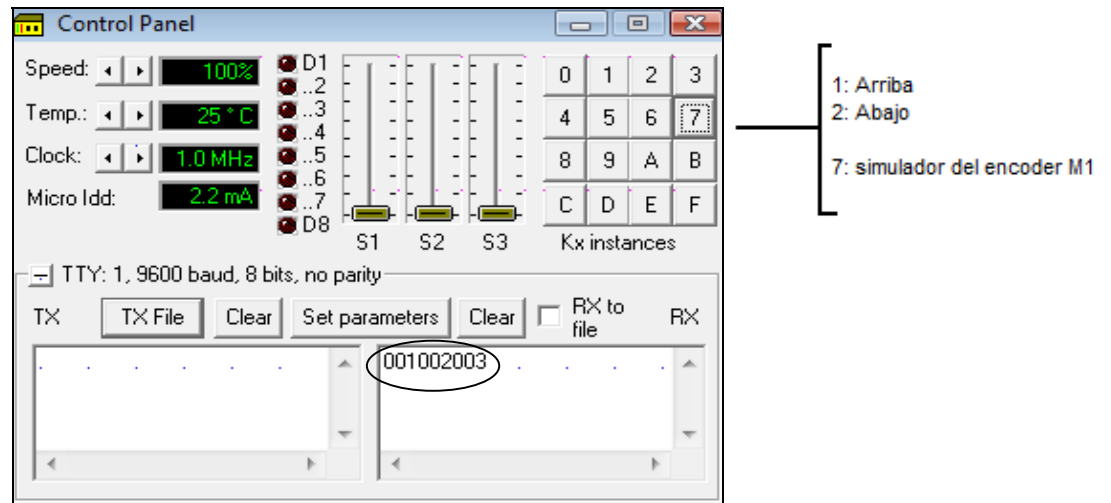 Control Panel
Speed: 100%
Temp.: 25 ° C
Clock: 1.0 MHz
Micro Idd: 2.2 mA
D1
..2
..3
..4
..5
..6
..7
D8
S1 S2 S3
0 1 2 3
4 5 6 7
8 9 A B
C D E F
Kx instances
1: Arriba
2: Abajo
7: simulador del encoder M1
TTY: 1, 9600 baud, 8 bits, no parity
TX TX File Clear Set parameters Clear RX to file RX
001002003